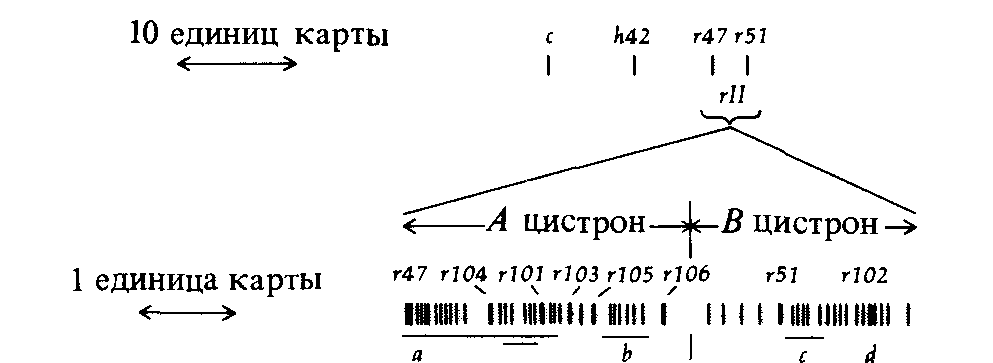 10 единиц карты
c h42 r47 r51
rII
A цистрон B цистрон
1 единица карты
r47 r104 r101 r103 r105 r106 r51 r102
a b c d